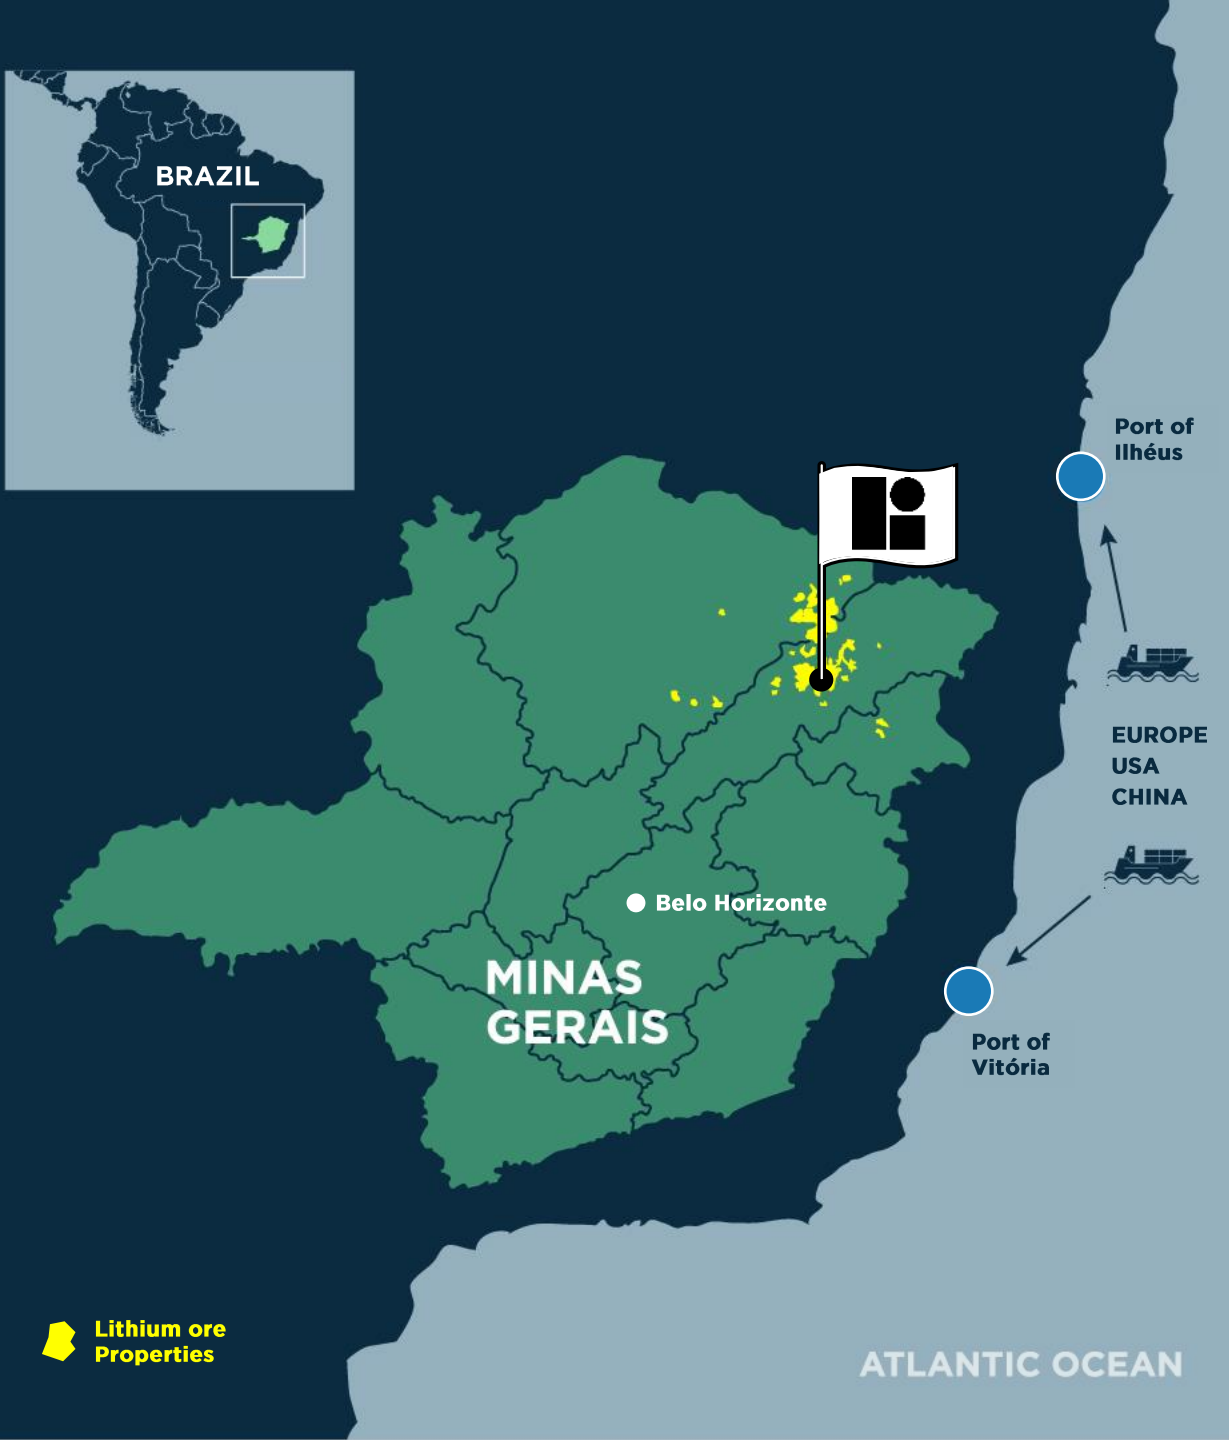 BRAZIL
Port of
Ilhéus
EUROPE
USA
CHINA
Belo Horizonte
MINAS
GERAIS
Port of
Vitória
Lithium ore
Properties
ATLANTIC OCEAN